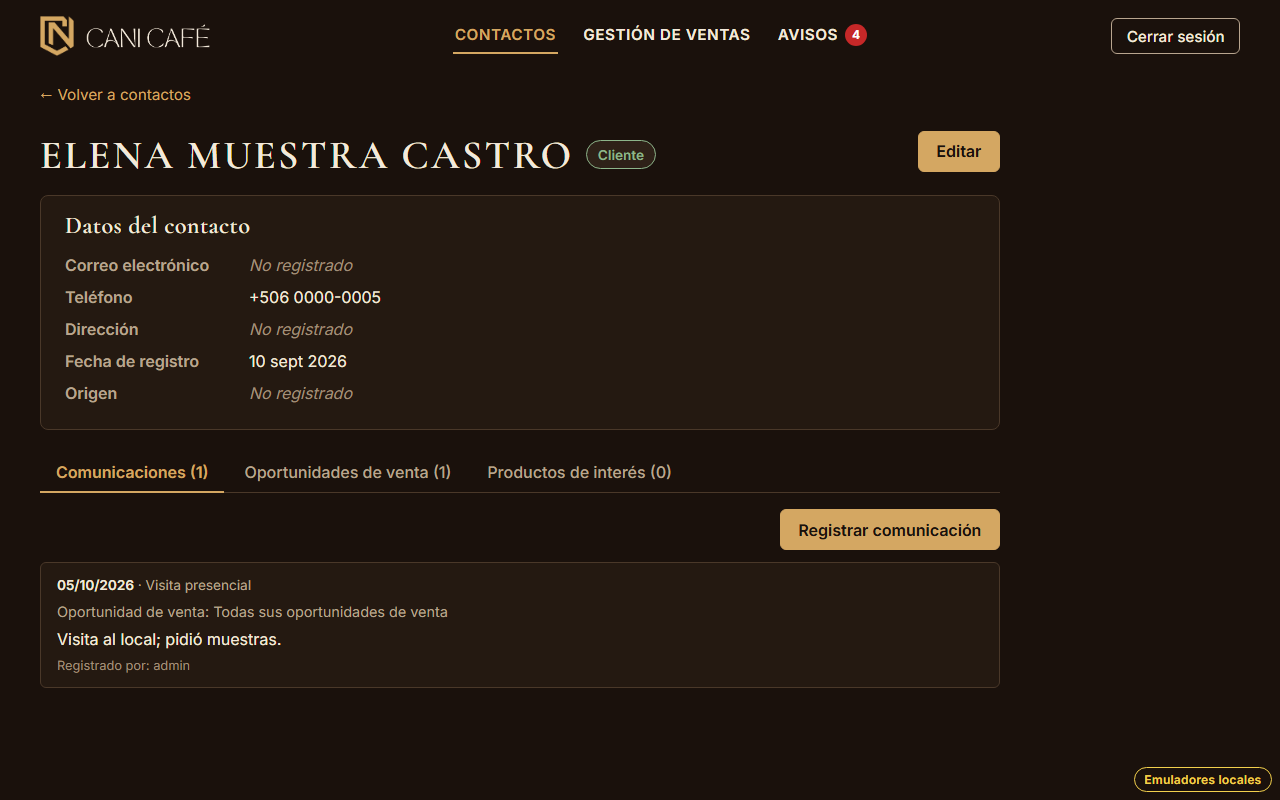 CANI CAFÉ
CONTACTOS GESTIÓN DE VENTAS AVISOS 4
Cerrar sesión
← Volver a contactos
ELENA MUESTRA CASTRO Cliente
Editar
Datos del contacto
Correo electrónico No registrado
Teléfono +506 0000-0005
Dirección No registrado
Fecha de registro 10 sept 2026
Origen No registrado
Comunicaciones (1) Oportunidades de venta (1) Productos de interés (0)
Registrar comunicación
05/10/2026 · Visita presencial
Oportunidad de venta: Todas sus oportunidades de venta
Visita al local; pidió muestras.
Registrado por: admin
Emuladores locales